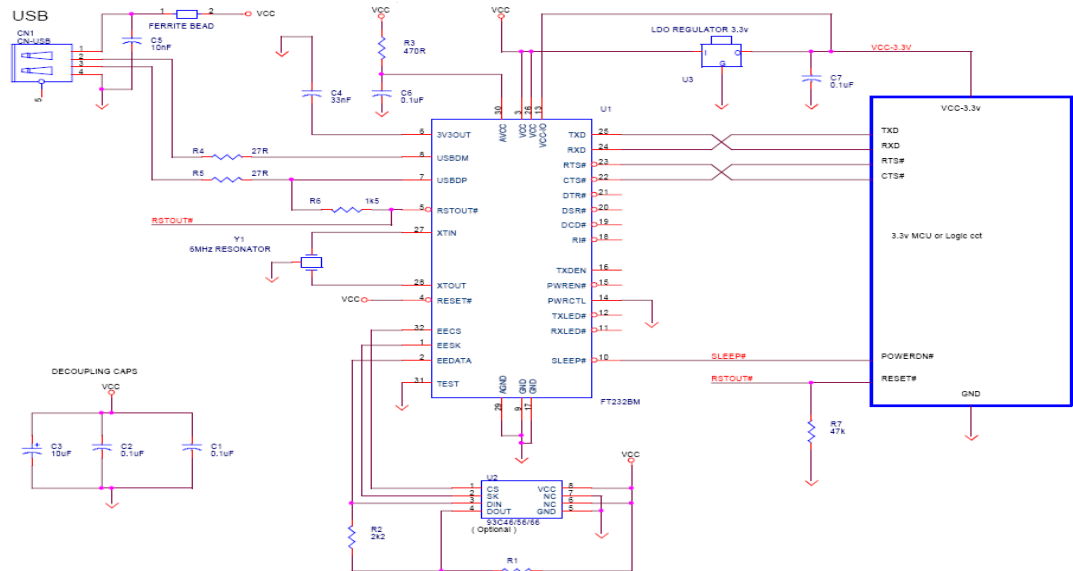 USB
CN1
CN-USB
1
2
3
4
5
1
2
FERRITE BEAD
VCC
C5
10nF
VCC
R3
470R
C4
33nF
C6
0.1uF
VCC
LDO REGULATOR 3.3v
I
O
G
U3
VCC-3.3V
C7
0.1uF
30
3
26
13
AVCC
VCC
VCC
VCC-IO
U1
6
3V3OUT
R4
27R
8
USBDM
R5
27R
7
USBDP
R6
1k5
5
RSTOUT#
RSTOUT#
27
XTIN
Y1
6MHz RESONATOR
28
XTOUT
VCC
4
RESET#
32
EECS
1
EESK
2
EEDATA
31
TEST
TXD
25
RXD
24
RTS#
23
CTS#
22
DTR#
21
DSR#
20
DCD#
19
RI#
18
TXDEN
16
PWREN#
15
PWRCTL
14
TXLED#
12
RXLED#
11
SLEEP#
10
AGND
GND
GND
29
9
17
FT232BM
VCC-3.3v
TXD
RXD
RTS#
CTS#
3.3v MCU or Logic cct
SLEEP#
POWERDN#
RSTOUT#
RESET#
GND
R7
47k
DECOUPLING CAPS
VCC
C3
10uF
C2
0.1uF
C1
0.1uF
VCC
U2
1
CS
VCC
8
2
SK
NC
7
3
DIN
NC
6
4
DOUT
GND
5
93C46/56/66
( Optional )
R2
2k2
R1